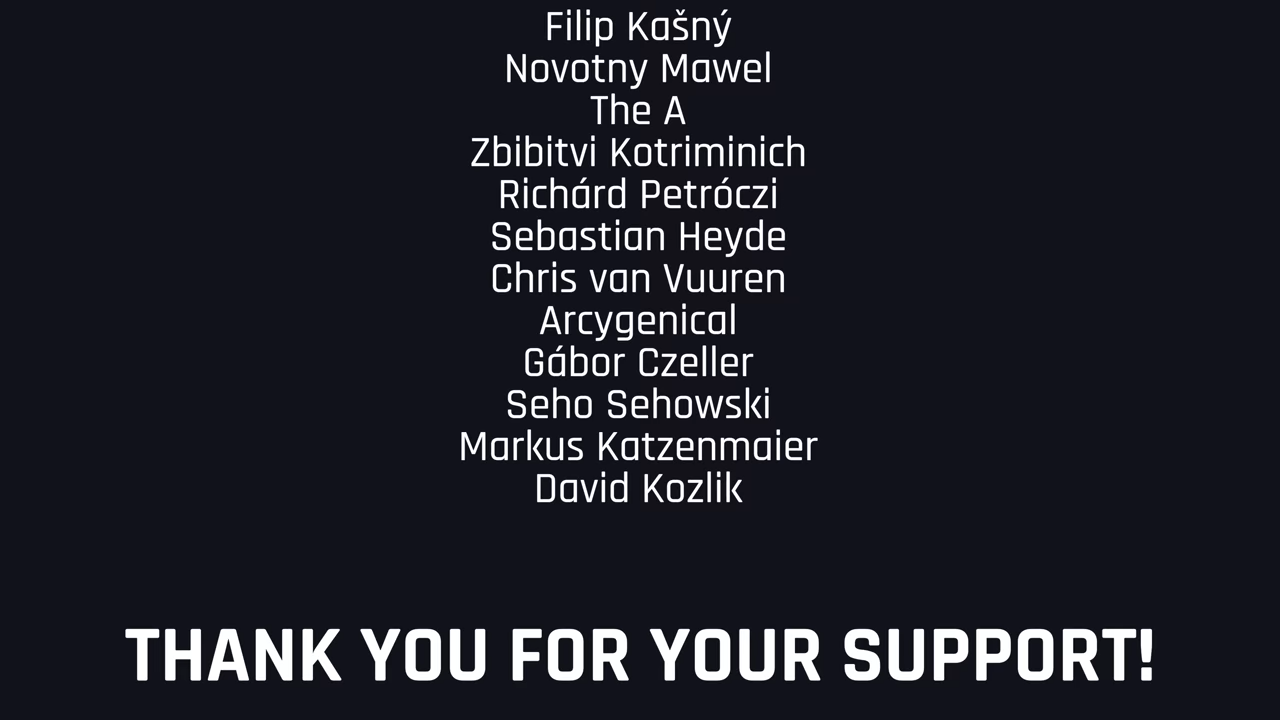 Filip Kašný
Novotny Mawel
The A
Zbibitvi Kotriminich
Richárd Petróczi
Sebastian Heyde
Chris van Vuuren
Arcygenical
Gábor Czeller
Seho Sehowski
Markus Katzenmaier
David Kozlik
THANK YOU FOR YOUR SUPPORT!